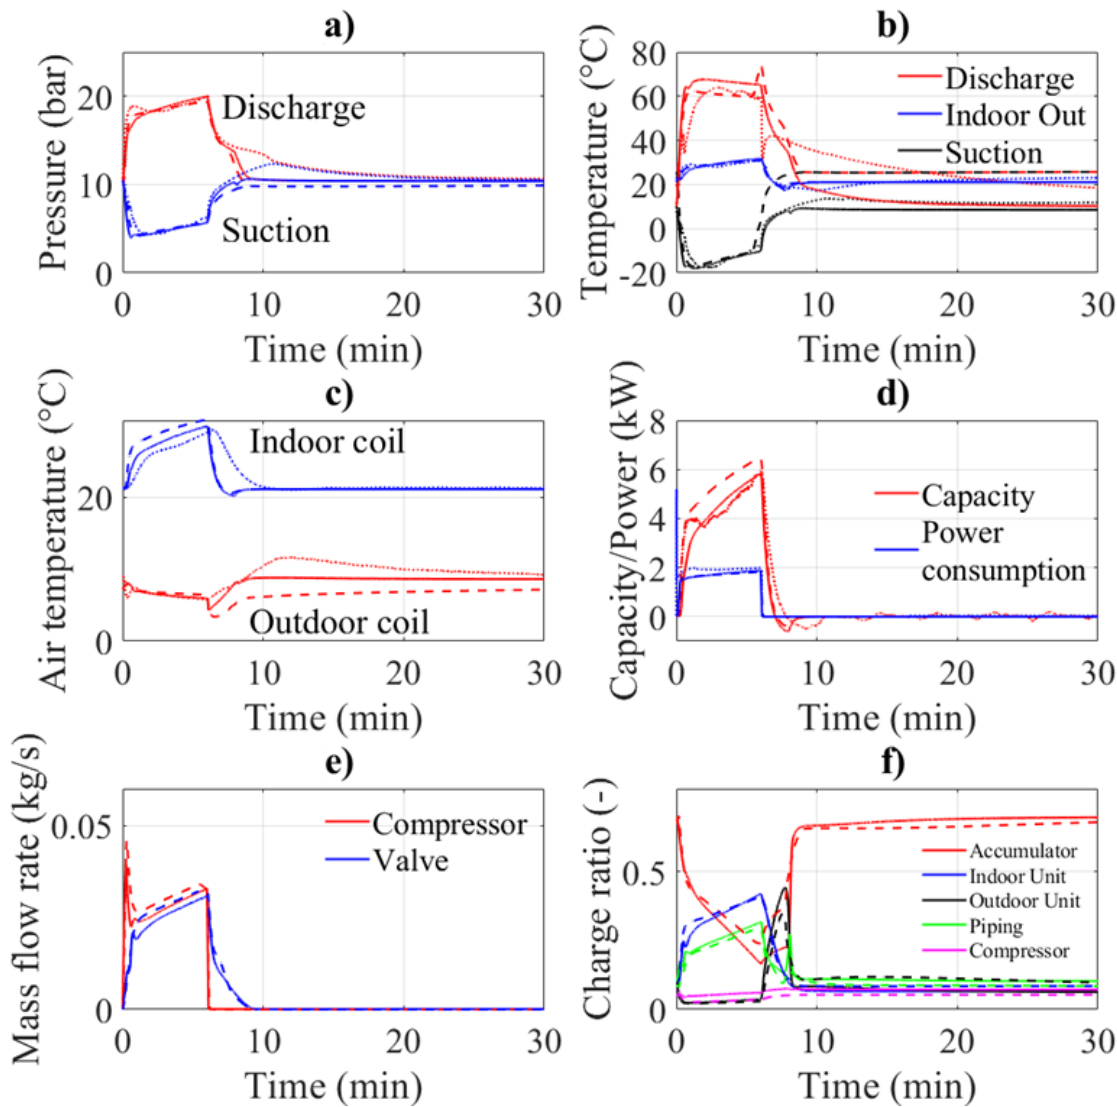 a)
Pressure (bar)
20
10
0
Discharge
Suction
0 10 20 30
Time (min)
b)
Temperature (°C)
80
60
40
20
0
-20
Discharge
Indoor Out
Suction
0 10 20 30
Time (min)
c)
Air temperature (°C)
20
0
Indoor coil
Outdoor coil
0 10 20 30
Time (min)
d)
Capacity/Power (kW)
8
6
4
2
0
Capacity
Power
consumption
0 10 20 30
Time (min)
e)
Mass flow rate (kg/s)
0.05
0
Compressor
Valve
0 10 20 30
Time (min)
f)
Charge ratio (-)
0.5
0
Accumulator
Indoor Unit
Outdoor Unit
Piping
Compressor
0 10 20 30
Time (min)